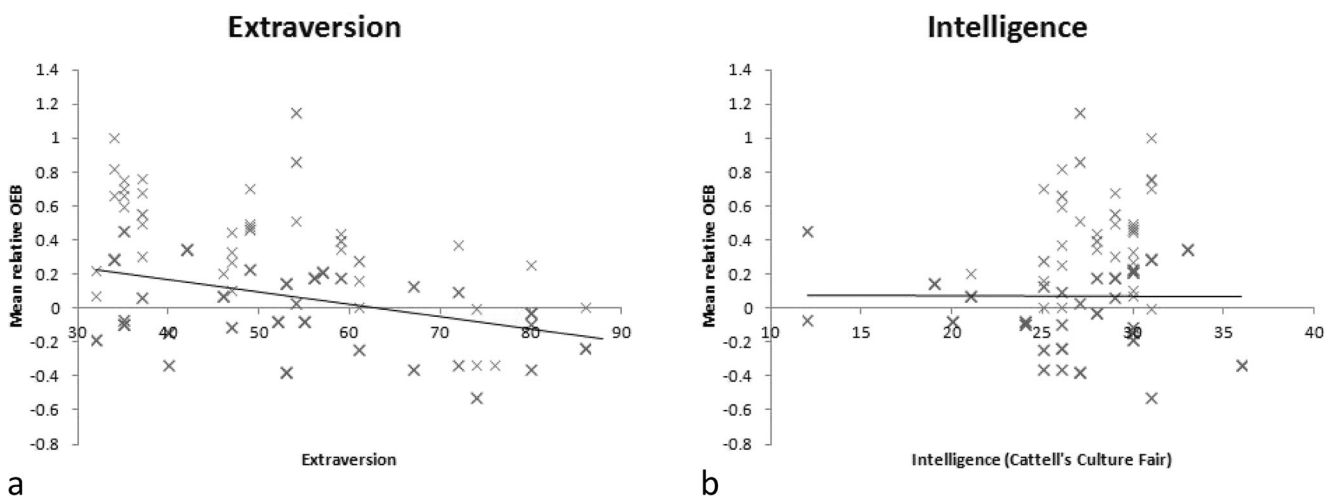 Extraversion
1.4
1.2
1
0.8
0.6
0.4
0.2
0
-0.2
-0.4
-0.6
-0.8
Mean relative OEB
30 40 50 60 70 80 90
Extraversion
a
Intelligence
1.4
1.2
1
0.8
0.6
0.4
0.2
0
-0.2
-0.4
-0.6
-0.8
Mean relative OEB
10 15 20 25 30 35 40
Intelligence (Cattell's Culture Fair)
b